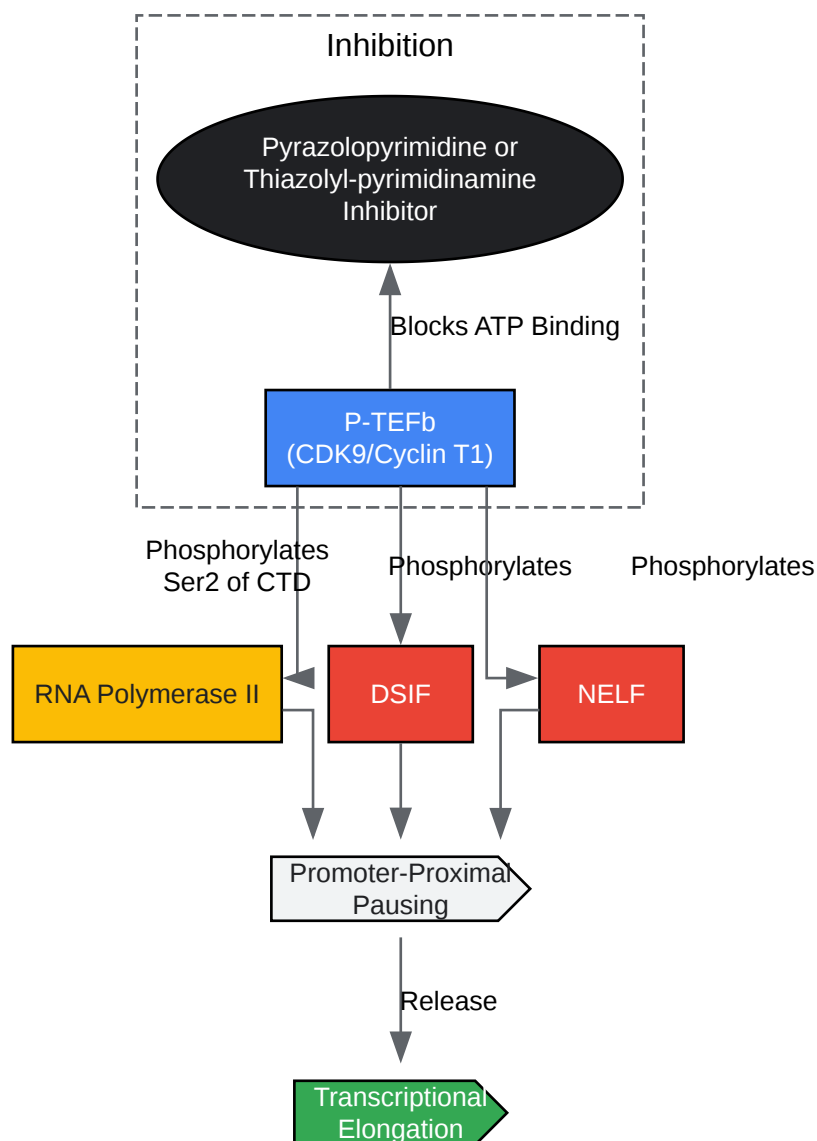 Inhibition
Pyrazolopyrimidine or
Thiazolyl-pyrimidinamine
Inhibitor
Blocks ATP Binding
P-TEFb
(CDK9/Cyclin T1)
Phosphorylates
Ser2 of CTD
Phosphorylates
Phosphorylates
RNA Polymerase II
DSIF
NELF
Promoter-Proximal
Pausing
Release
Transcriptional
Elongation